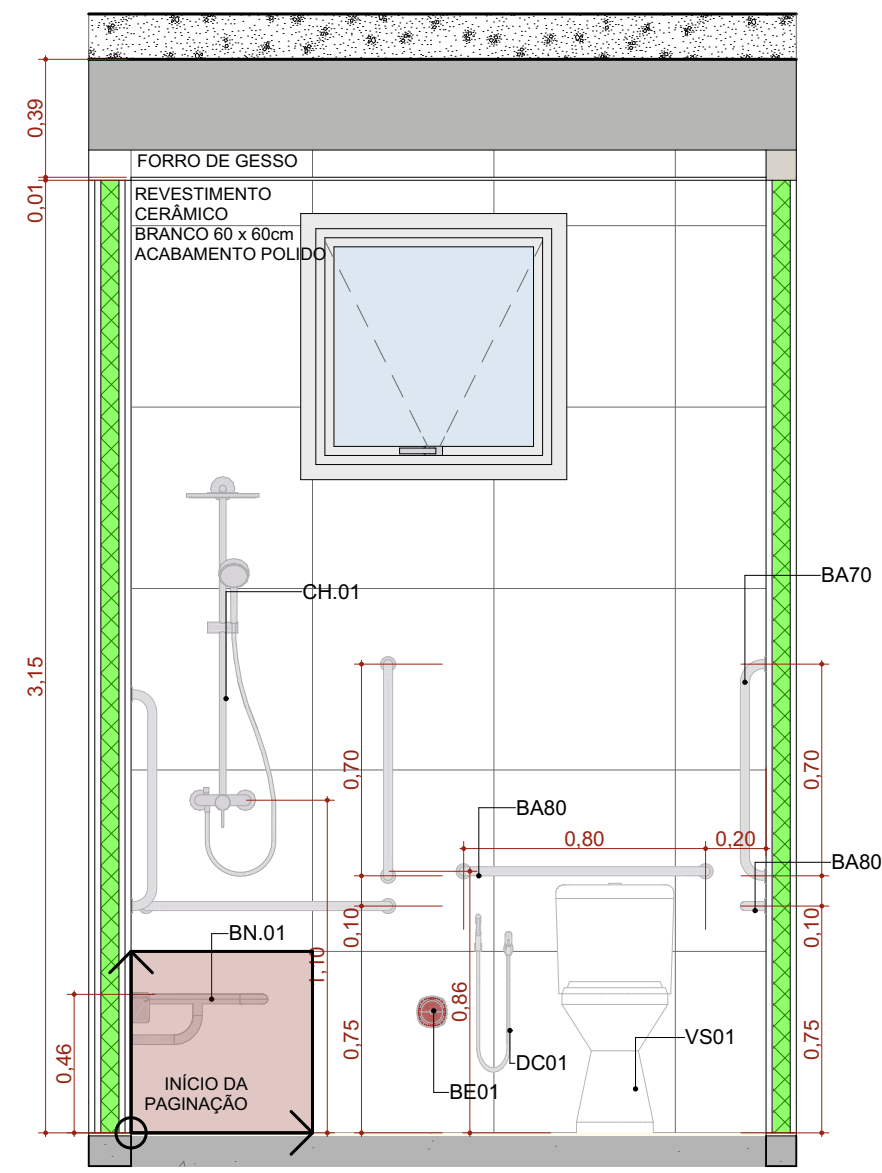 0,39
FORRO DE GESSO
0,01
REVESTIMENTO
CERÂMICO
BRANCO 60 x 60cm
ACABAMENTO POLIDO
BA70
CH.01
3,15
0,70
0,70
BA80
0,80
0,20
BA80
0,10
0,10
BN.01
1,10
0,86
0,75
0,75
0,46
VS01
DC01
BE01
INÍCIO DA
PAGINAÇÃO